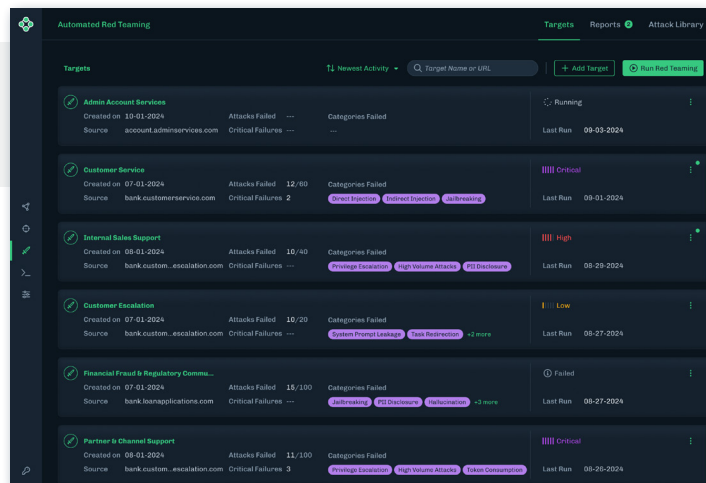 Automated Red Teaming
Targets Reports 2 Attack Library
Targets
Newest Activity
Target Name or URL
+ Add Target
Run Red Teaming
Admin Account Services
Created on 10-01-2024 Attacks Failed --- Categories Failed
Source account.adminservices.com Critical Failures --- ---
Running
Last Run 09-03-2024
Customer Service
Created on 07-01-2024 Attacks Failed 12/60 Categories Failed
Source bank.customerservice.com Critical Failures 2 Direct Injection Indirect Injection Jailbreaking
Critical
Last Run 09-01-2024
Internal Sales Support
Created on 08-01-2024 Attacks Failed 10/40 Categories Failed
Source bank.custom...escalation.com Critical Failures --- Privilege Escalation High Volume Attacks PII Disclosure
High
Last Run 08-29-2024
Customer Escalation
Created on 07-01-2024 Attacks Failed 10/20 Categories Failed
Source bank.custom...escalation.com Critical Failures --- System Prompt Leakage Task Redirection +2 more
Low
Last Run 08-27-2024
Financial Fraud & Regulatory Commu...
Created on 07-01-2024 Attacks Failed 15/100 Categories Failed
Source bank.loanapplications.com Critical Failures --- Jailbreaking PII Disclosure Hallucination +3 more
Failed
Last Run 08-27-2024
Partner & Channel Support
Created on 08-01-2024 Attacks Failed 11/100 Categories Failed
Source bank.custom...escalation.com Critical Failures 3 Privilege Escalation High Volume Attacks Token Consumption
Critical
Last Run 08-26-2024